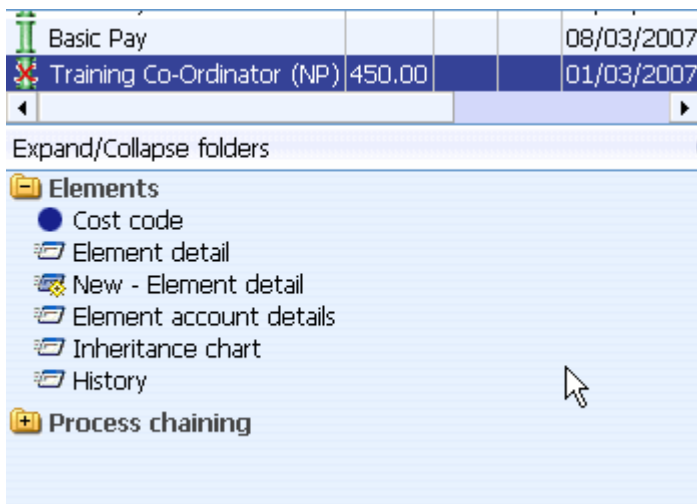 Basic Pay 08/03/2007
Training Co-Ordinator (NP) 450.00 01/03/2007
Expand/Collapse folders
Elements
Cost code
Element detail
New - Element detail
Element account details
Inheritance chart
History
Process chaining